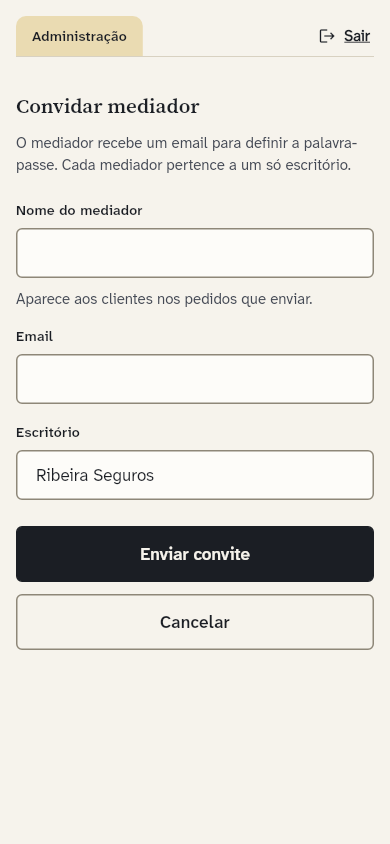 Administração
Sair
Convidar mediador
O mediador recebe um email para definir a palavra-
passe. Cada mediador pertence a um só escritório.
Nome do mediador
Aparece aos clientes nos pedidos que enviar.
Email
Escritório
Ribeira Seguros
Enviar convite
Cancelar